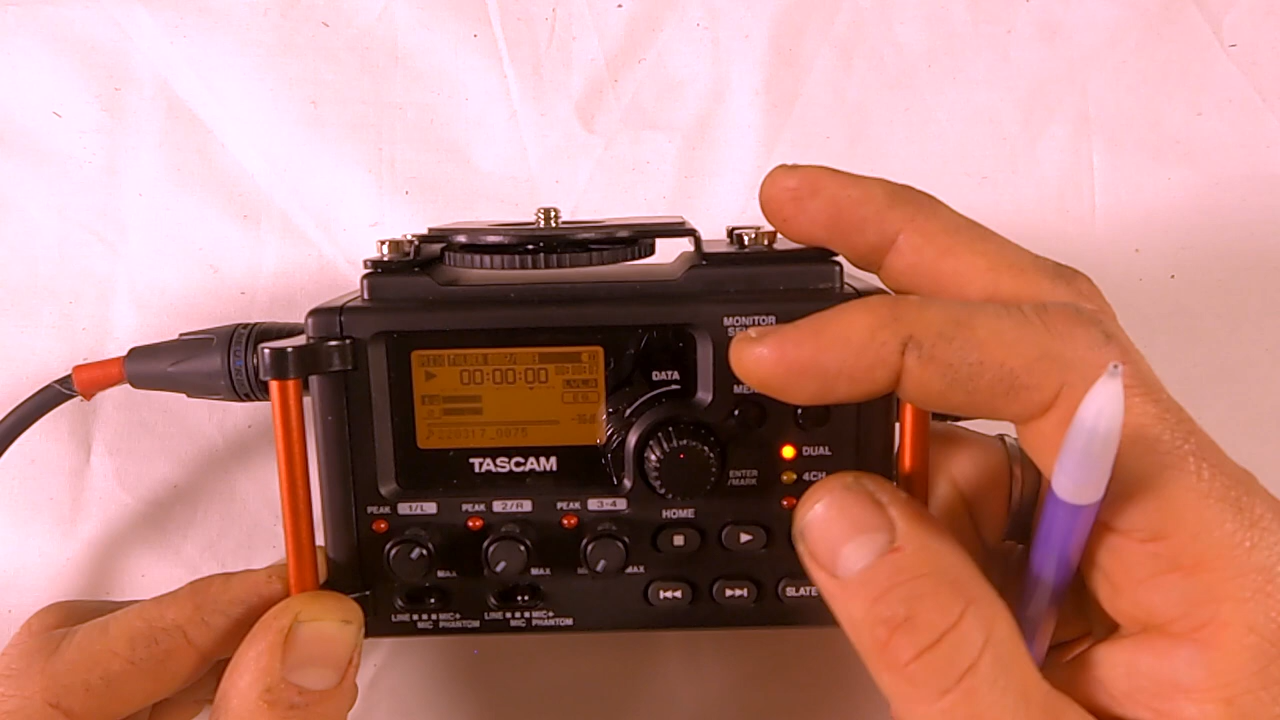 MONITOR
DATA
00:00:00
220317_0075
TASCAM
DUAL
4CH
ENTER
/MARK
HOME
PEAK 1/L
PEAK 2/R
PEAK 3-4
MAX
MAX
MAX
LINE MIC+
MIC PHANTOM
LINE MIC+
MIC PHANTOM
SLATE